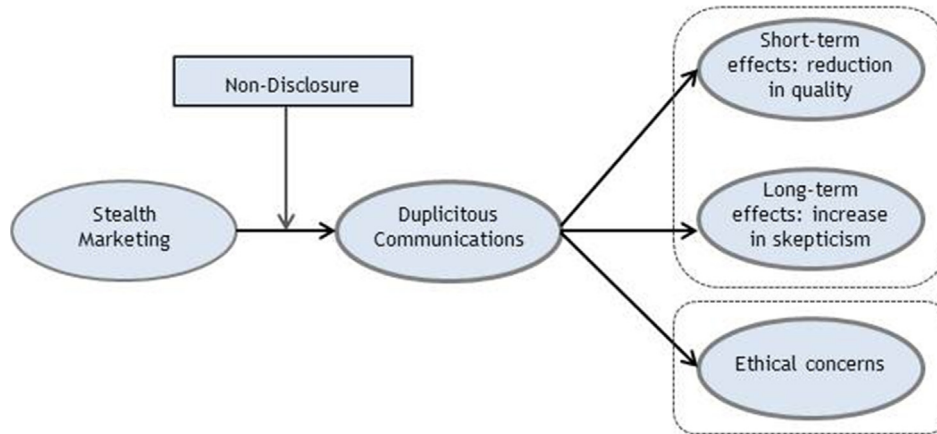 Non-Disclosure
Stealth
Marketing
Duplicitous
Communications
Short-term
effects: reduction
in quality
Long-term
effects: increase
in skepticism
Ethical concerns